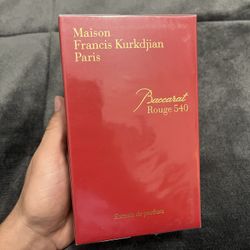 Maison
Francis Kurkdjian
Paris
Baccarat
Rouge 540
Extrait de parfum